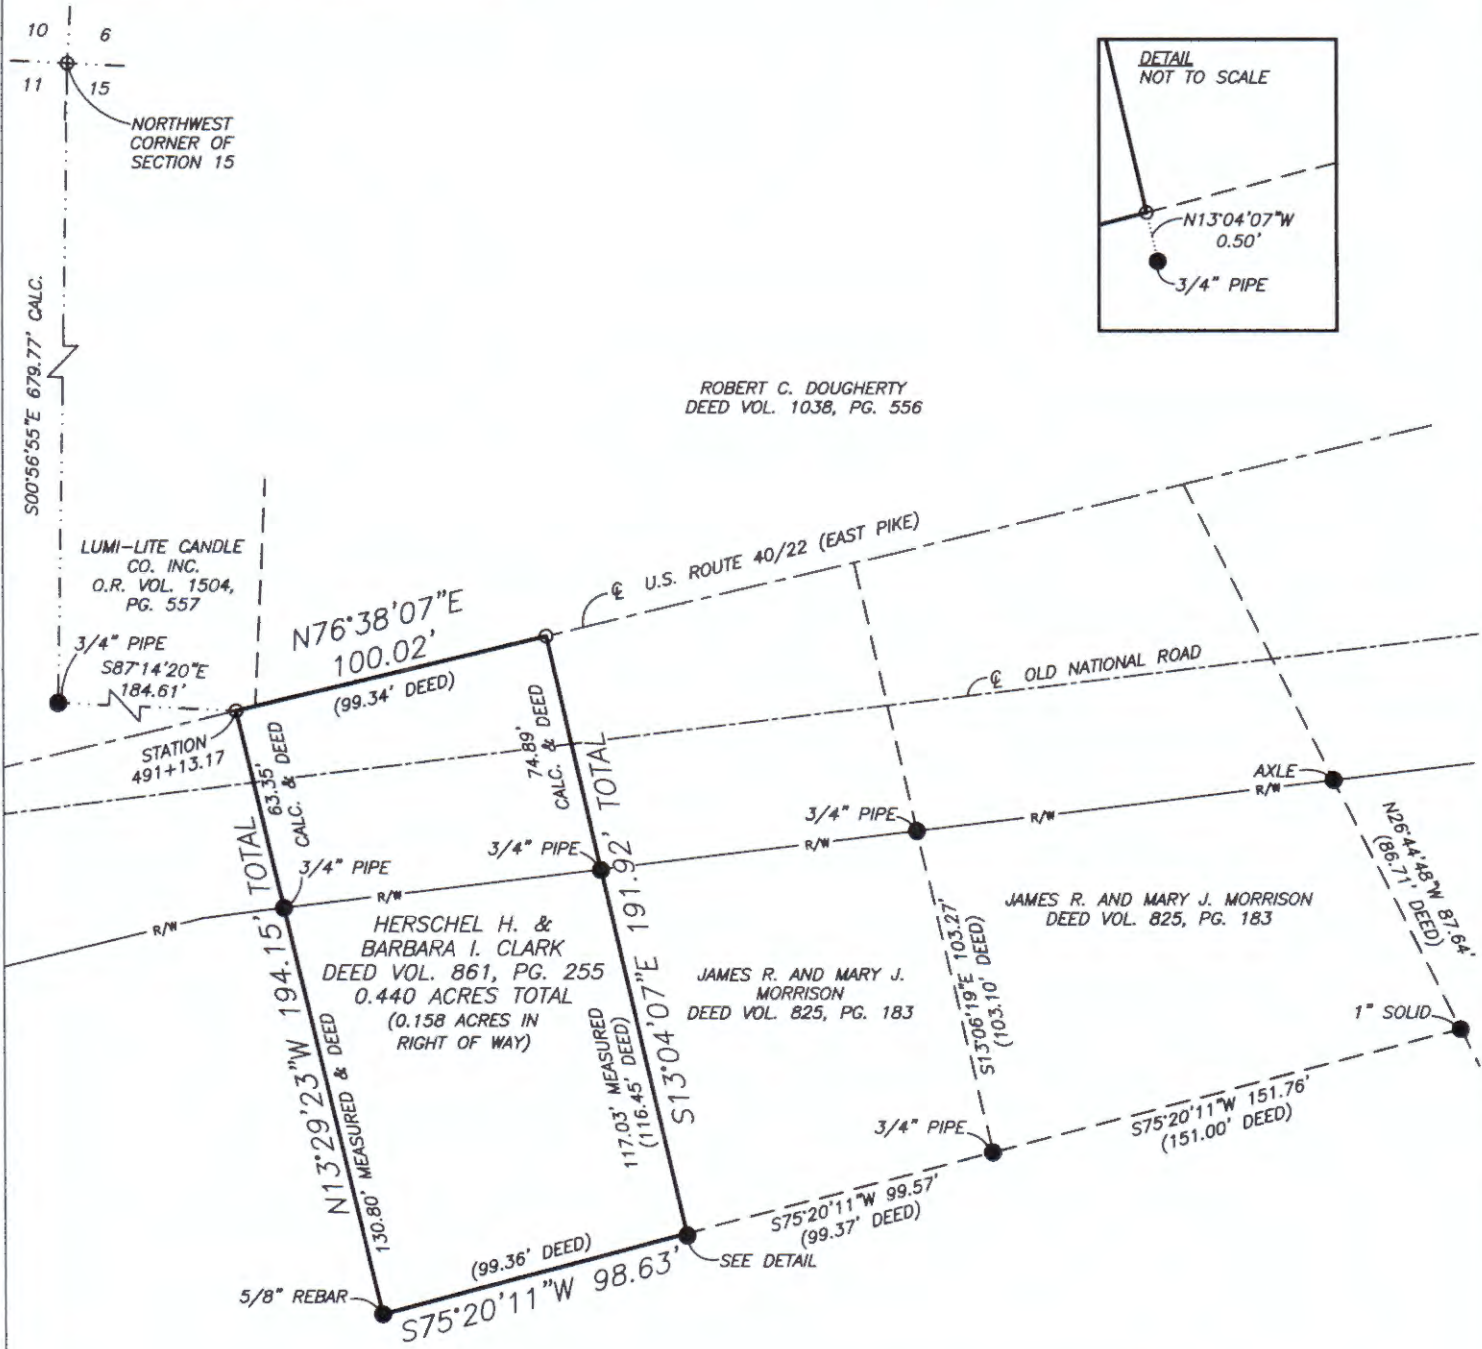 10
6
11
15
NORTHWEST
CORNER OF
SECTION 15
DETAIL
NOT TO SCALE
N13°04'07"W
0.50'
3/4" PIPE
S00°56'55"E 679.77' CALC.
ROBERT C. DOUGHERTY
DEED VOL. 1038, PG. 556
LUMI-LITE CANDLE
CO. INC.
O.R. VOL. 1504,
PG. 557
3/4" PIPE
S87°14'20"E
184.61'
STATION
491+13.17
N76°38'07"E
100.02'
(99.34' DEED)
℄ U.S. ROUTE 40/22 (EAST PIKE)
℄ OLD NATIONAL ROAD
63.35'
CALC. & DEED
74.89'
CALC. & DEED
3/4" PIPE
3/4" PIPE
3/4" PIPE
AXLE
R/W
R/W
R/W
R/W
R/W
N13°29'23"W 194.15' TOTAL
130.80' MEASURED & DEED
HERSCHEL H. &
BARBARA I. CLARK
DEED VOL. 861, PG. 255
0.440 ACRES TOTAL
(0.158 ACRES IN
RIGHT OF WAY)
S13°04'07"E 191.92' TOTAL
117.03' MEASURED
(116.45' DEED)
JAMES R. AND MARY J.
MORRISON
DEED VOL. 825, PG. 183
S13°06'19"E 103.27'
(103.10' DEED)
JAMES R. AND MARY J. MORRISON
DEED VOL. 825, PG. 183
N26°44'48"W 87.64'
(86.71' DEED)
1" SOLID
3/4" PIPE
S75°20'11"W 151.76'
(151.00' DEED)
S75°20'11"W 99.57'
(99.37' DEED)
SEE DETAIL
(99.36' DEED)
S75°20'11"W 98.63'
5/8" REBAR